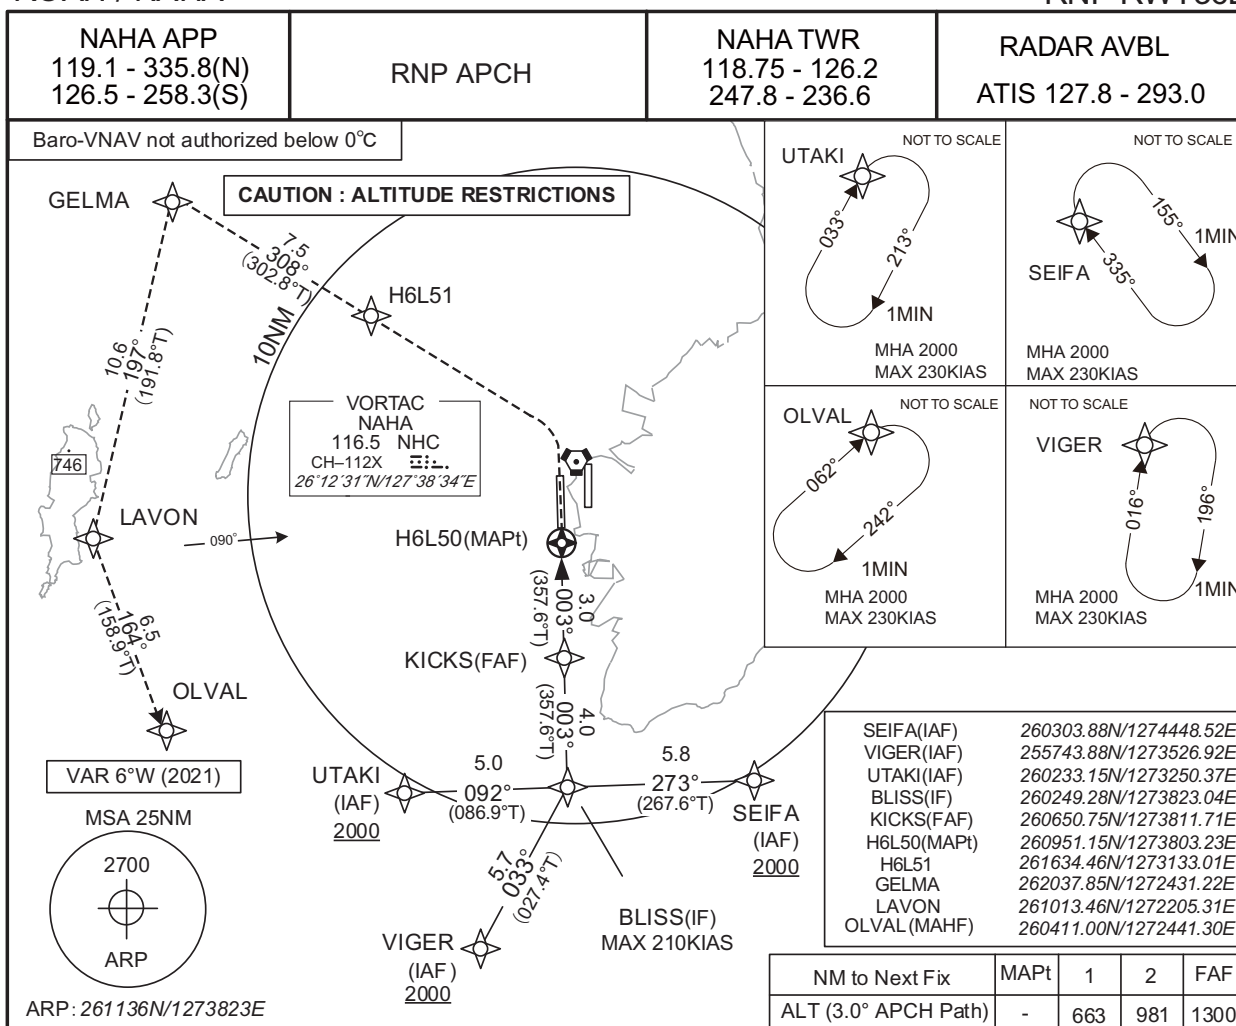 NAHA APP
119.1 - 335.8(N)
126.5 - 258.3(S)
RNP APCH
NAHA TWR
118.75 - 126.2
247.8 - 236.6
RADAR AVBL
ATIS 127.8 - 293.0
Baro-VNAV not authorized below 0°C
CAUTION : ALTITUDE RESTRICTIONS
GELMA
7.5
308°
(302.8°T)
H6L51
10NM
10.6
197°
(191.8°T)
VORTAC
NAHA
116.5 NHC
CH–112X
26°12´31˝N/127°38´34˝E
746
LAVON
090°
H6L50(MAPt)
6.5
164°
(158.9°T)
OLVAL
3.0
003°
(357.6°T)
KICKS(FAF)
4.0
003°
(357.6°T)
VAR 6°W (2021)
MSA 25NM
2700
ARP
ARP: 261136N/1273823E
UTAKI
(IAF)
2000
5.0
092°
(086.9°T)
5.8
273°
(267.6°T)
SEIFA
(IAF)
2000
5.7
033°
(027.4°T)
VIGER
(IAF)
2000
BLISS(IF)
MAX 210KIAS
UTAKI
NOT TO SCALE
033°
213°
1MIN
MHA 2000
MAX 230KIAS
NOT TO SCALE
SEIFA
155°
335°
1MIN
MHA 2000
MAX 230KIAS
OLVAL
NOT TO SCALE
062°
242°
1MIN
MHA 2000
MAX 230KIAS
NOT TO SCALE
VIGER
016°
196°
1MIN
MHA 2000
MAX 230KIAS
SEIFA(IAF) 260303.88N/1274448.52E
VIGER(IAF) 255743.88N/1273526.92E
UTAKI(IAF) 260233.15N/1273250.37E
BLISS(IF) 260249.28N/1273823.04E
KICKS(FAF) 260650.75N/1273811.71E
H6L50(MAPt) 260951.15N/1273803.23E
H6L51 261634.46N/1273133.01E
GELMA 262037.85N/1272431.22E
LAVON 261013.46N/1272205.31E
OLVAL(MAHF) 260411.00N/1272441.30E
NM to Next Fix MAPt 1 2 FAF
ALT (3.0° APCH Path) - 663 981 1300